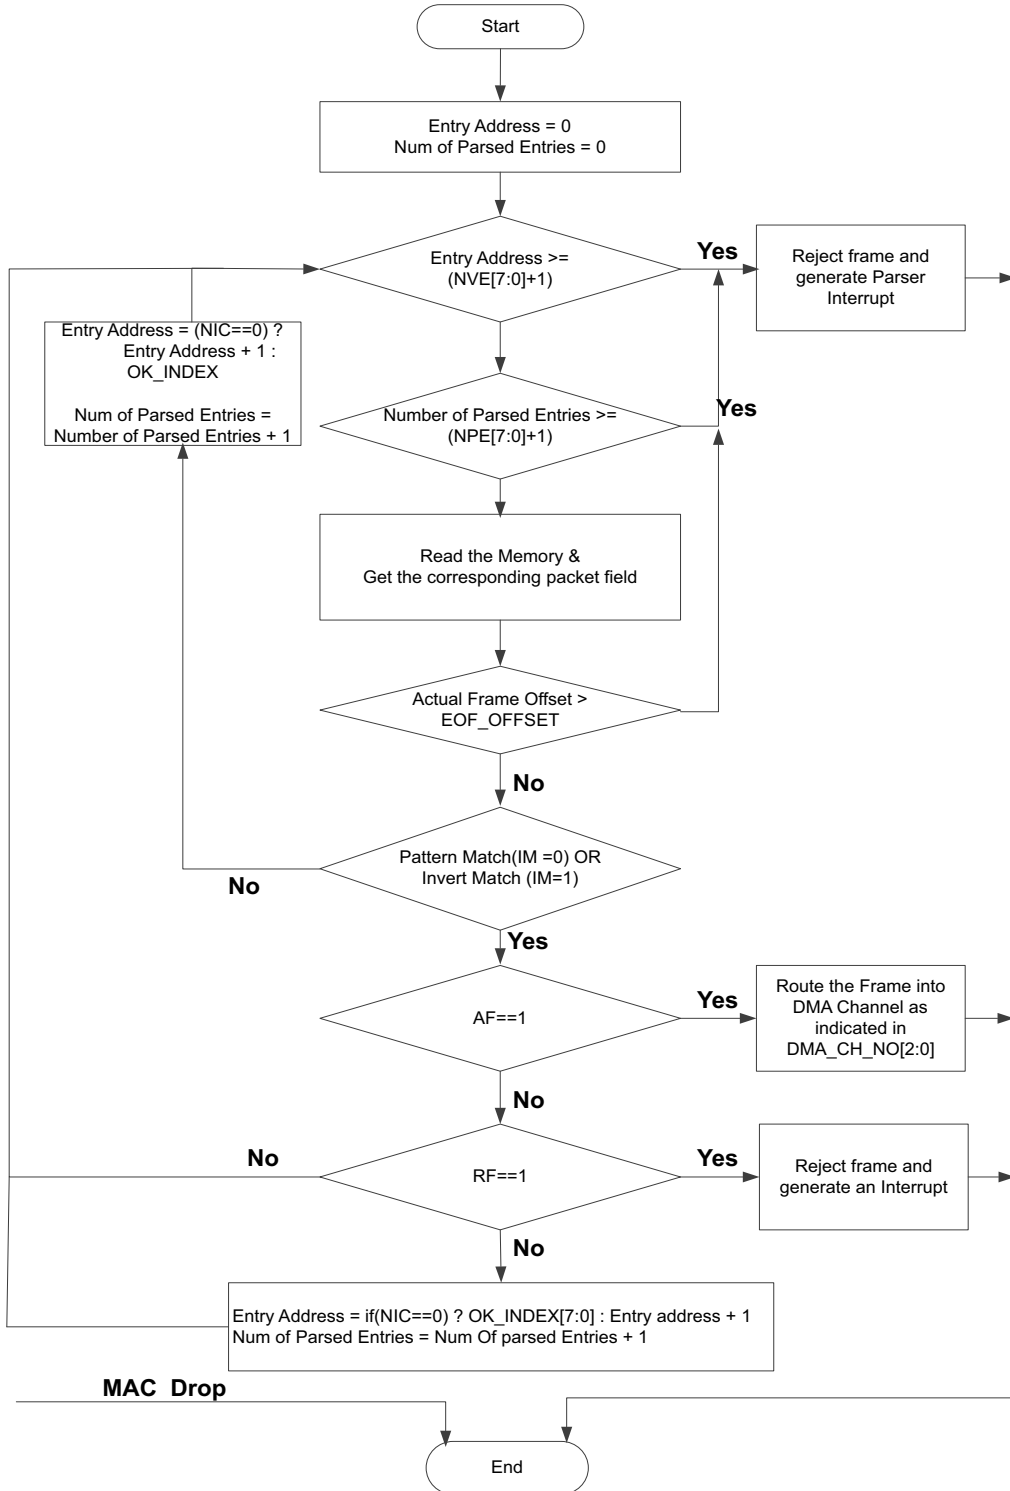 Start
Entry Address = 0
Num of Parsed Entries = 0
Entry Address >=
(NVE[7:0]+1)
Yes
Reject frame and
generate Parser
Interrupt
Entry Address = (NIC==0) ?
Entry Address + 1 :
OK_INDEX
Num of Parsed Entries =
Number of Parsed Entries + 1
Number of Parsed Entries >=
(NPE[7:0]+1)
Yes
Read the Memory &
Get the corresponding packet field
Actual Frame Offset >
EOF_OFFSET
No
Pattern Match(IM =0) OR
Invert Match (IM=1)
No
Yes
AF==1
Yes
Route the Frame into
DMA Channel as
indicated in
DMA_CH_NO[2:0]
No
No
RF==1
Yes
Reject frame and
generate an Interrupt
No
Entry Address = if(NIC==0) ? OK_INDEX[7:0] : Entry address + 1
Num of Parsed Entries = Num Of parsed Entries + 1
MAC  Drop
End